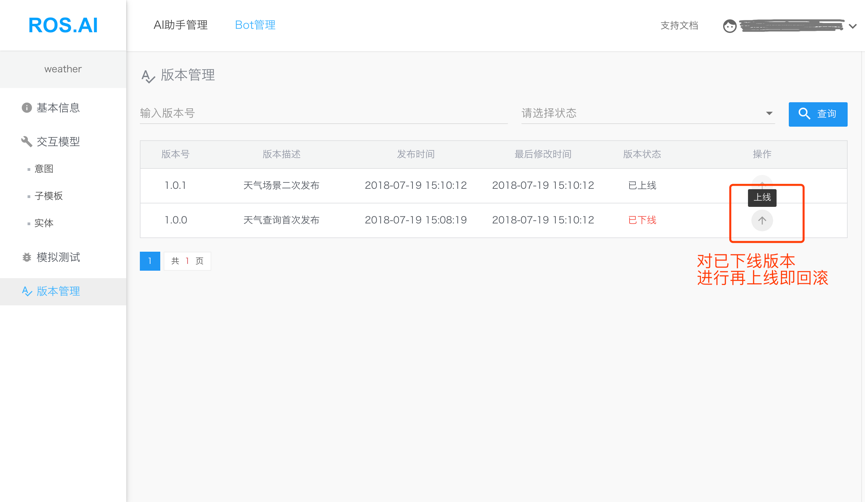 ROS.AI
AI助手管理
Bot管理
支持文档
weather
基本信息
交互模型
意图
子模板
实体
模拟测试
版本管理
版本管理
输入版本号
请选择状态
查询
版本号 版本描述 发布时间 最后修改时间 版本状态 操作
1.0.1 天气场景二次发布 2018-07-19 15:10:12 2018-07-19 15:10:12 已上线
上线
1.0.0 天气查询首次发布 2018-07-19 15:08:19 2018-07-19 15:10:12 已下线
1 共 1 页
对已下线版本
进行再上线即回滚